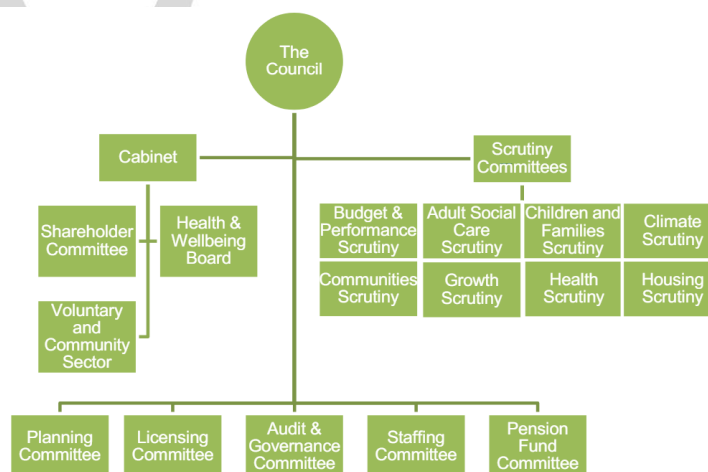 The
Council
Cabinet
Scrutiny
Committees
Shareholder
Committee
Health &
Wellbeing
Board
Voluntary
and
Community
Sector
Budget &
Performance
Scrutiny
Adult Social
Care
Scrutiny
Children and
Families
Scrutiny
Climate
Scrutiny
Communities
Scrutiny
Growth
Scrutiny
Health
Scrutiny
Housing
Scrutiny
Planning
Committee
Licensing
Committee
Audit &
Governance
Committee
Staffing
Committee
Pension
Fund
Committee